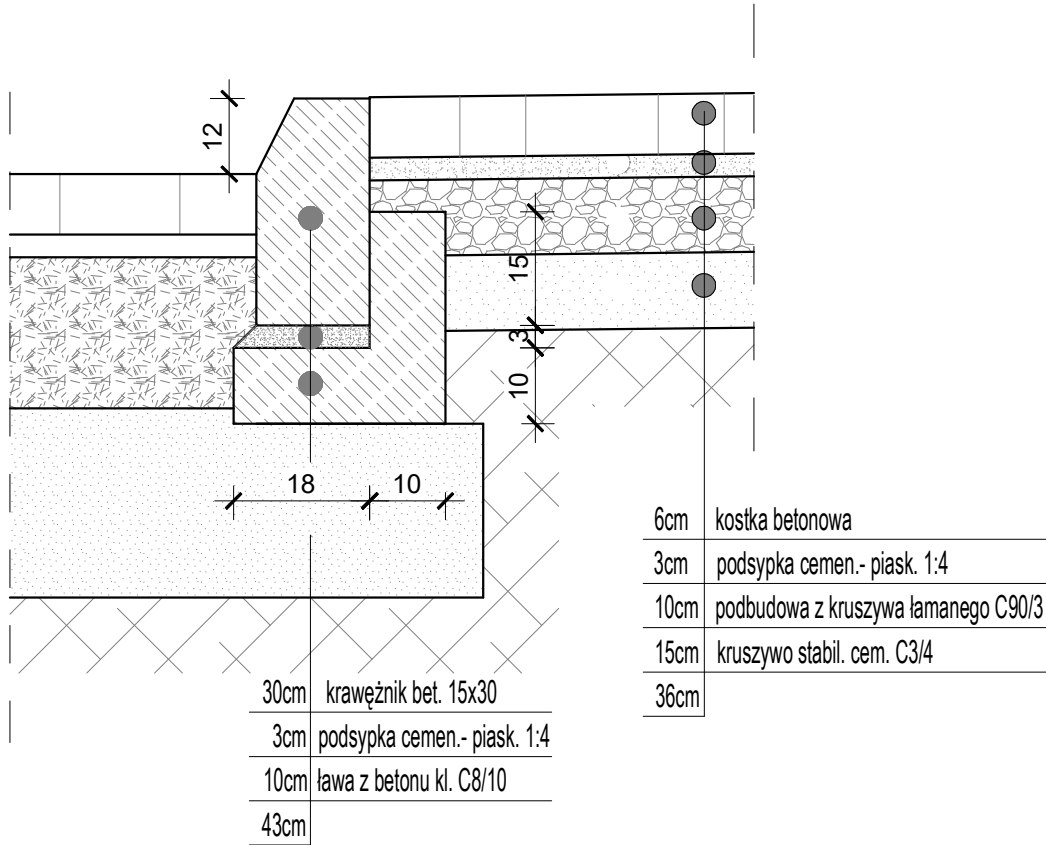 12
15
3
10
18 10
6cm kostka betonowa
3cm podsypka cemen.- piask. 1:4
10cm podbudowa z kruszywa łamanego C90/3
15cm kruszywo stabil. cem. C3/4
36cm
30cm krawężnik bet. 15x30
3cm podsypka cemen.- piask. 1:4
10cm ława z betonu kl. C8/10
43cm